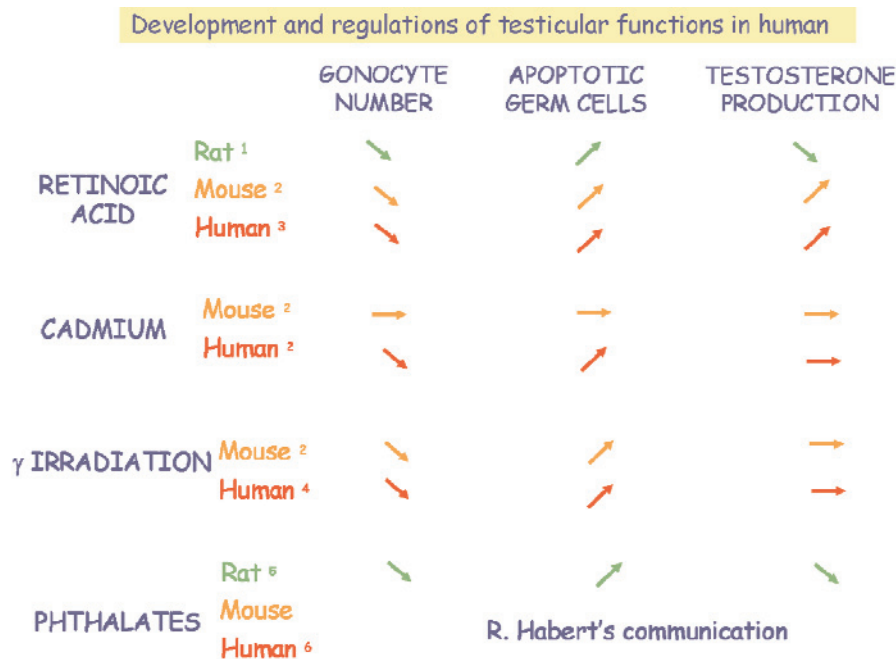 Development and regulations of testicular functions in human
GONOCYTE NUMBER
APOPTOTIC GERM CELLS
TESTOSTERONE PRODUCTION
RETINOIC ACID
Rat 1
Mouse 2
Human 3
CADMIUM
Mouse 2
Human 2
γ IRRADIATION
Mouse 2
Human 4
PHTHALATES
Rat 5
Mouse
Human 6
R. Habert's communication